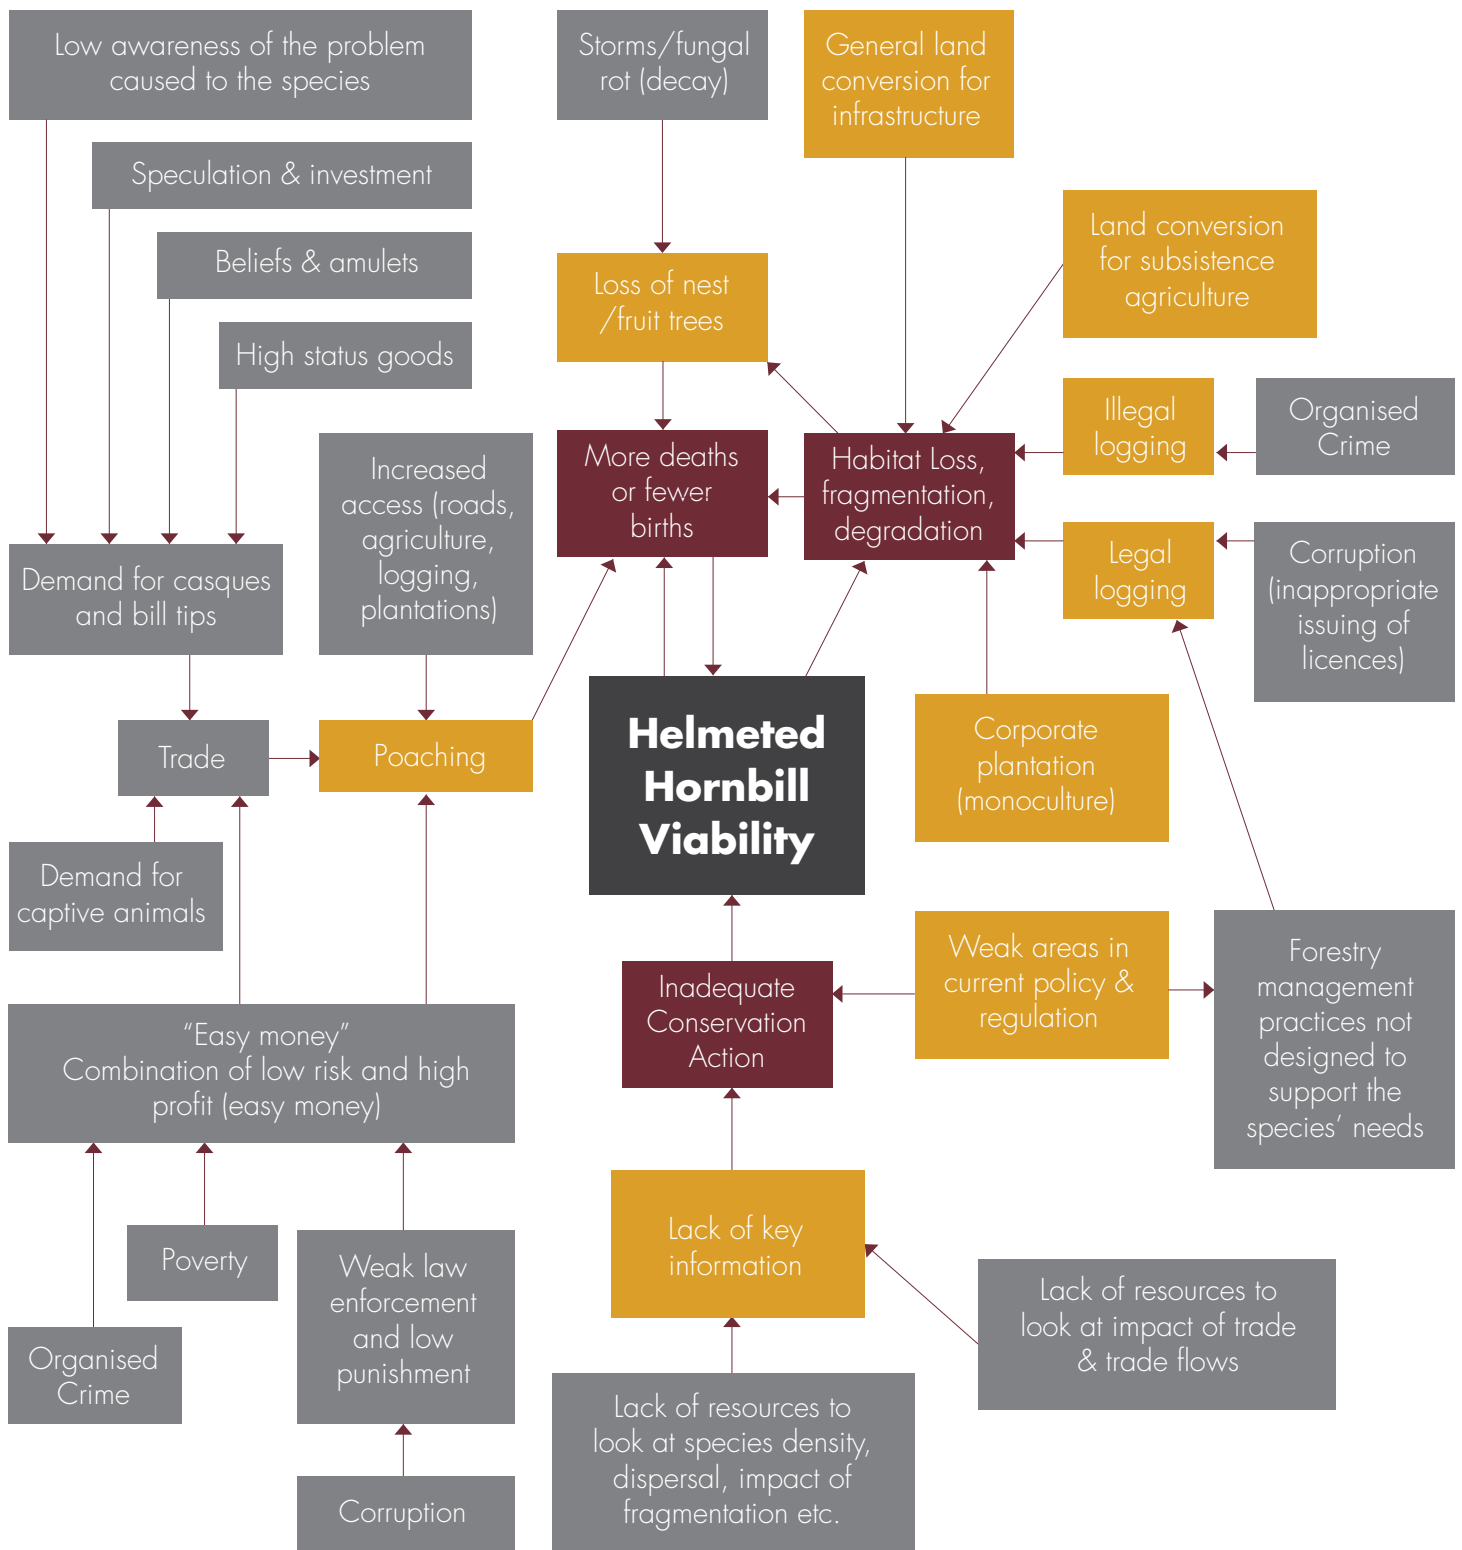 Low awareness of the problem
caused to the species
Storms/fungal
rot (decay)
General land
conversion for
infrastructure
Speculation & investment
Beliefs & amulets
High status goods
Loss of nest
/fruit trees
Land conversion
for subsistence
agriculture
Increased
access (roads,
agriculture,
logging,
plantations)
More deaths
or fewer
births
Habitat Loss,
fragmentation,
degradation
Illegal
logging
Organised
Crime
Legal
logging
Corruption
(inappropriate
issuing of
licences)
Demand for casques
and bill tips
Trade
Poaching
Helmeted
Hornbill
Viability
Corporate
plantation
(monoculture)
Demand for
captive animals
Inadequate
Conservation
Action
Weak areas in
current policy &
regulation
Forestry
management
practices not
designed to
support the
species’ needs
“Easy money”
Combination of low risk and high
profit (easy money)
Poverty
Organised
Crime
Weak law
enforcement
and low
punishment
Corruption
Lack of key
information
Lack of resources to
look at impact of trade
& trade flows
Lack of resources to
look at species density,
dispersal, impact of
fragmentation etc.